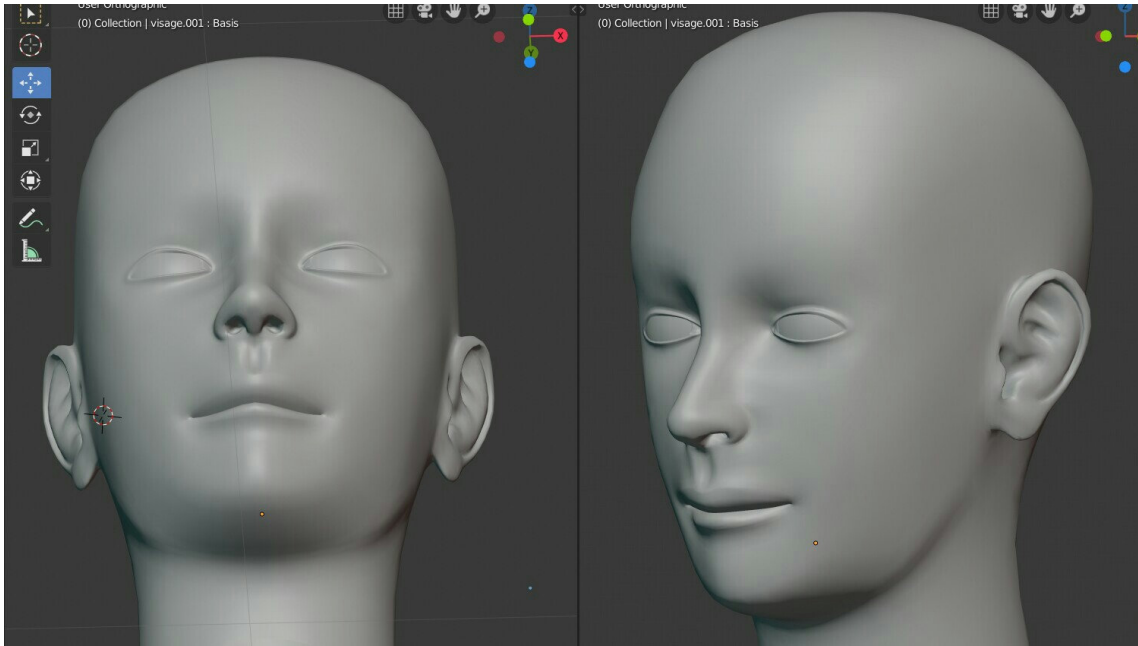 User Orthographic
(0) Collection | visage.001 : Basis
Z
X
Y
User Orthographic
(0) Collection | visage.001 : Basis
Z